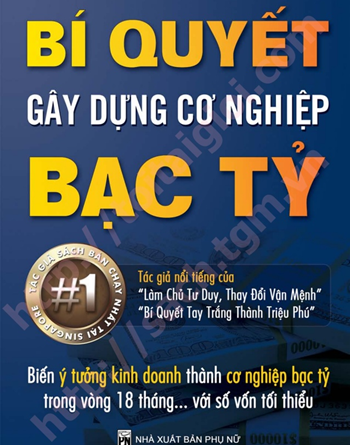 BÍ QUYẾT
GÂY DỰNG CƠ NGHIỆP
BẠC TỶ
TÁC GIẢ SÁCH BÁN CHẠY NHẤT TẠI SINGAPORE
#1
Tác giả nổi tiếng của
“Làm Chủ Tư Duy, Thay Đổi Vận Mệnh”
“Bí Quyết Tay Trắng Thành Triệu Phú”
Biến ý tưởng kinh doanh thành cơ nghiệp bạc tỷ
trong vòng 18 tháng... với số vốn tối thiểu
PN NHÀ XUẤT BẢN PHỤ NỮ